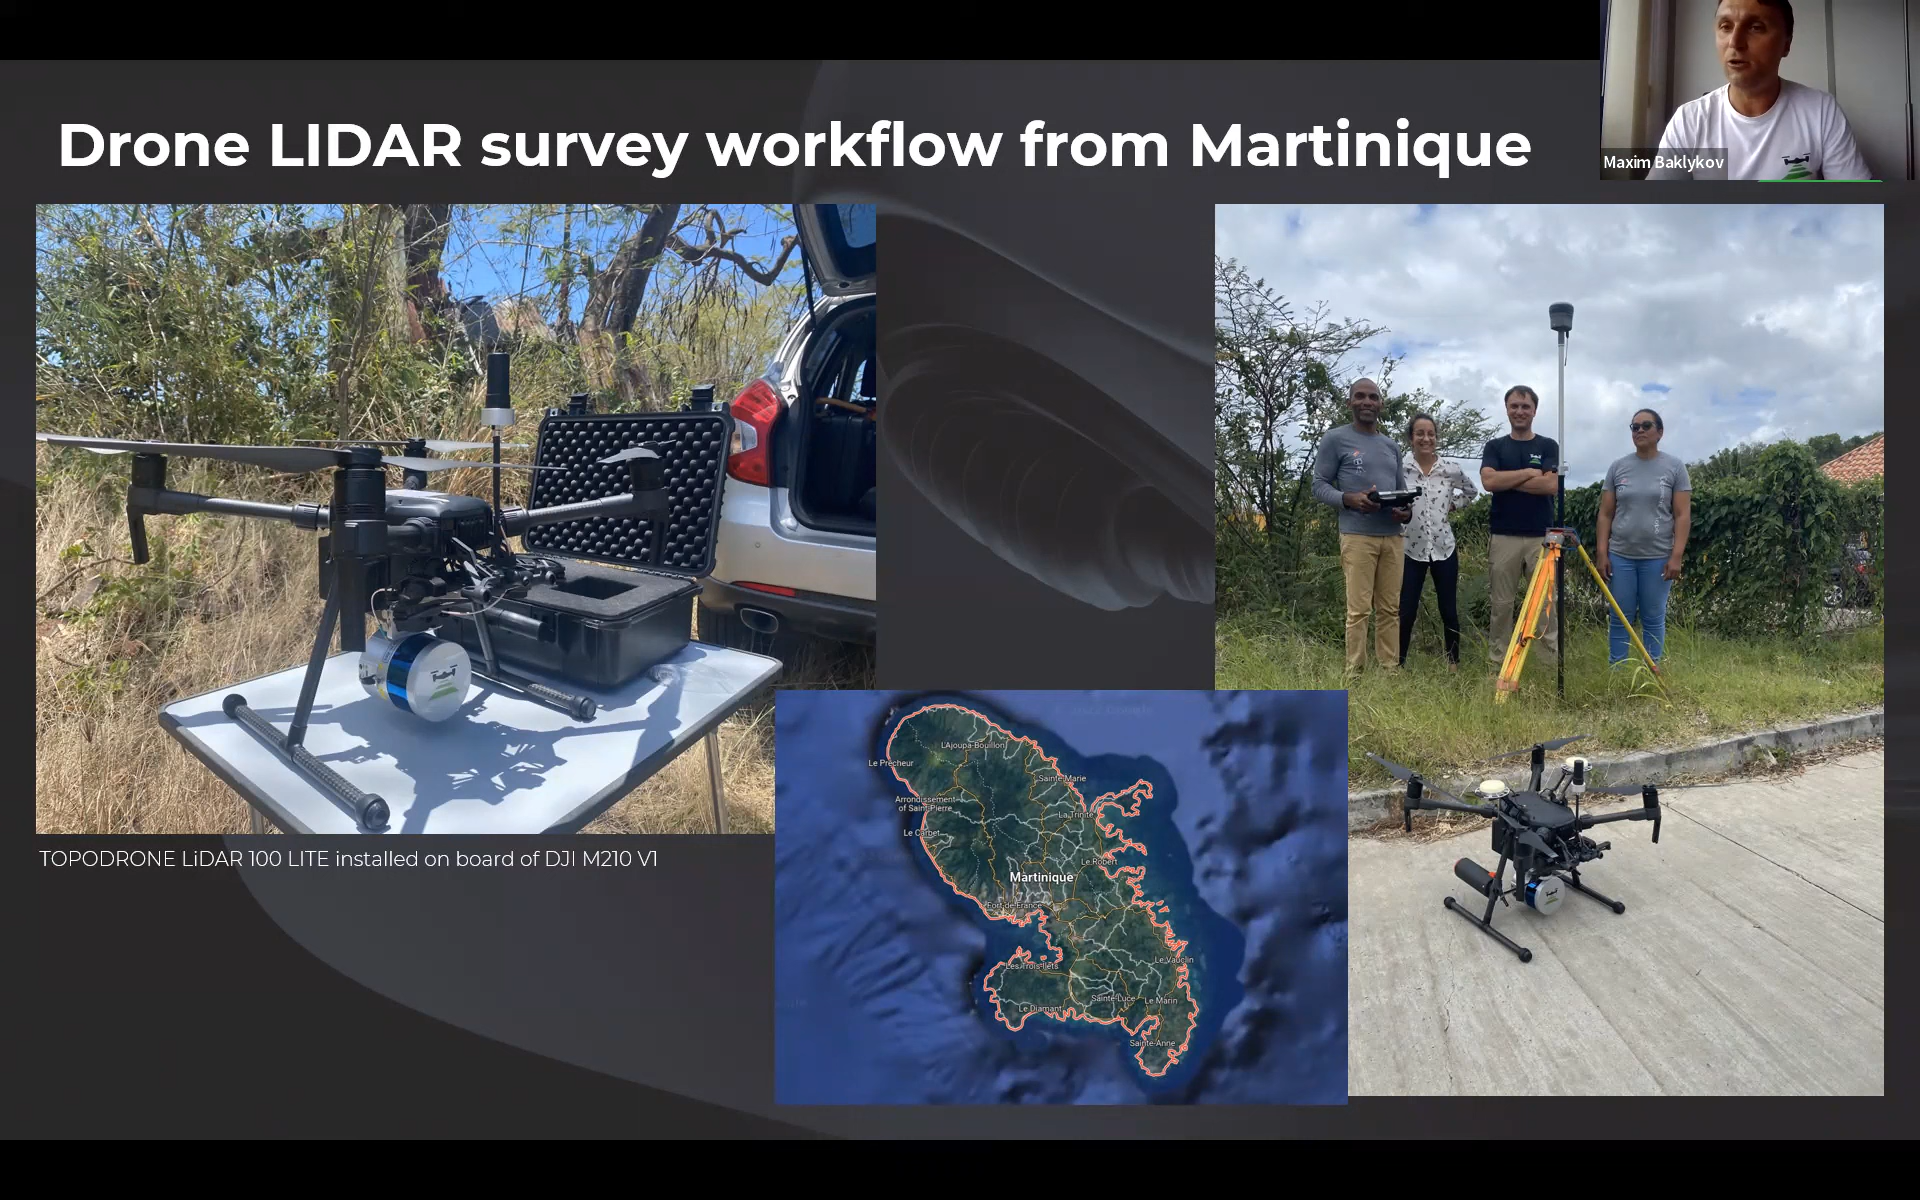 Drone LIDAR survey workflow from Martinique
Maxim Baklykov
TOPODRONE LiDAR 100 LITE installed on board of DJI M210 V1
L'Ajoupa-Bouillon
Le Prêcheur
Sainte-Marie
Arrondissement
of Saint-Pierre
La Trinité
Le Carbet
Le Robert
Martinique
Fort-de-France
Le Vauclin
Les Trois-Îlets
Sainte-Luce
Le Marin
Le Diamant
Sainte-Anne